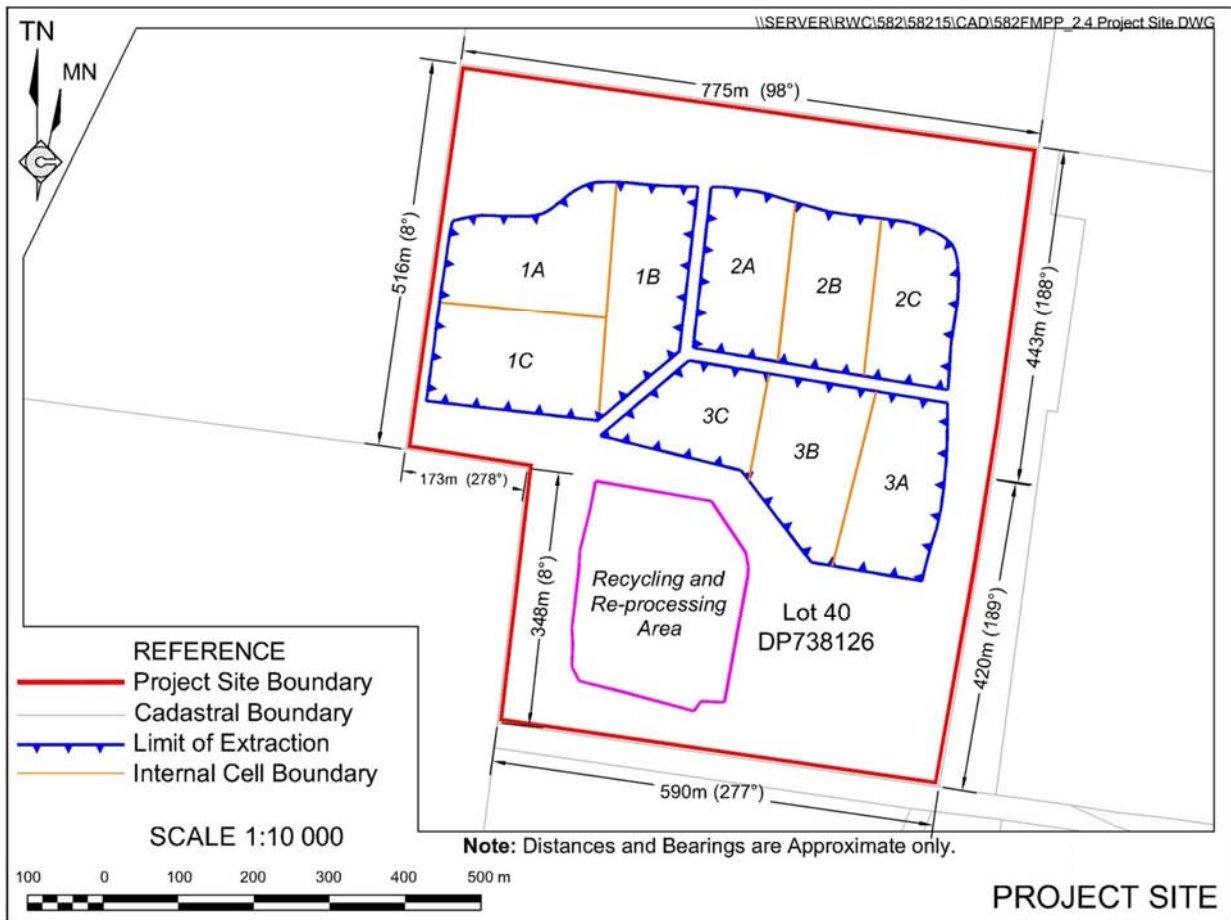 \\SERVER\RWC\582\58215\CAD\582FMPP_2.4 Project Site.DWG
TN
MN
775m (98°)
516m (8°)
1A
1B
2A
2B
2C
443m (188°)
1C
3C
3B
3A
173m (278°)
348m (8°)
Recycling and
Re-processing
Area
Lot 40
DP738126
420m (189°)
REFERENCE
Project Site Boundary
Cadastral Boundary
Limit of Extraction
Internal Cell Boundary
590m (277°)
SCALE 1:10 000
Note: Distances and Bearings are Approximate only.
100 0 100 200 300 400 500 m
PROJECT SITE